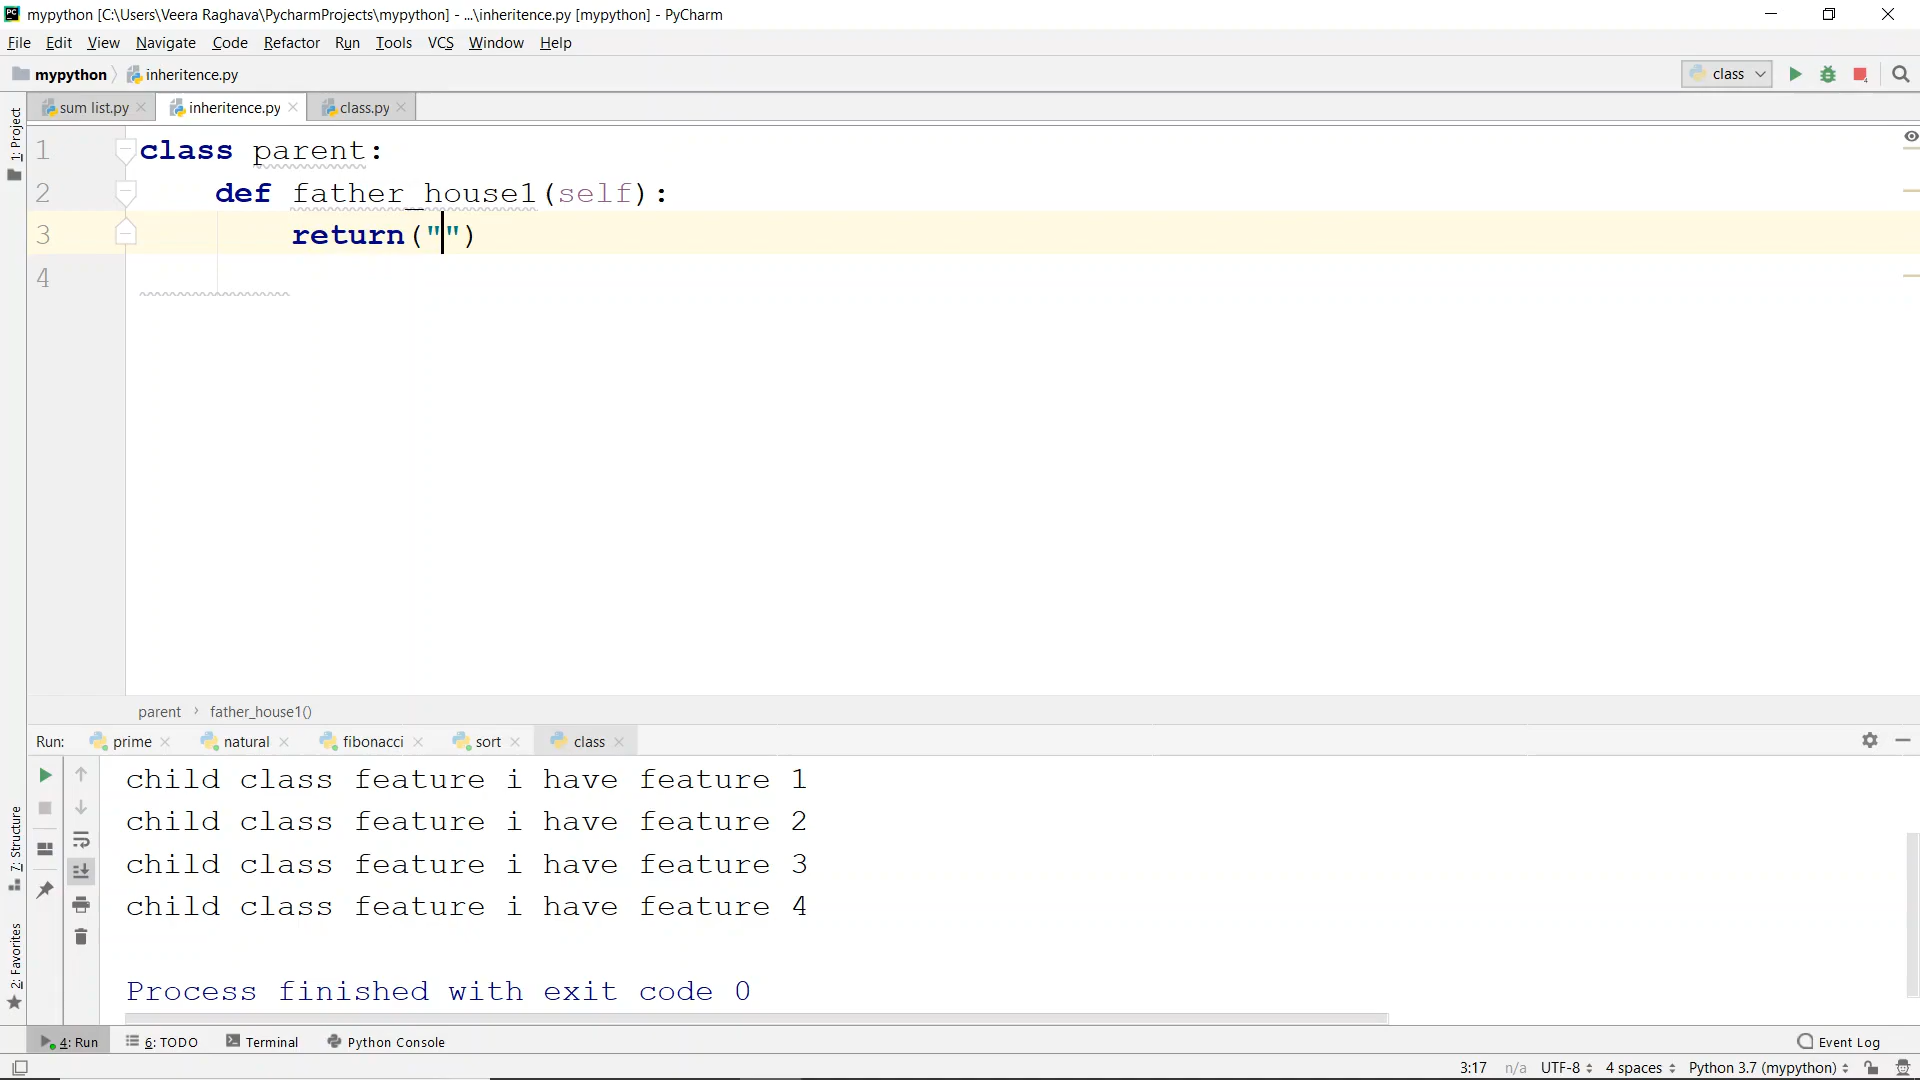 mypython [C:\Users\Veera Raghava\PycharmProjects\mypython] - ...\inheritence.py [mypython] - PyCharm
File Edit View Navigate Code Refactor Run Tools VCS Window Help
mypython inheritence.py class
sum list.py inheritence.py class.py
1: Project
1 class parent:
2 def father_house1(self):
3 return("")
4
parent › father_house1()
Run: prime natural fibonacci sort class
child class feature i have feature 1
child class feature i have feature 2
child class feature i have feature 3
child class feature i have feature 4
Process finished with exit code 0
7: Structure
2: Favorites
4: Run 6: TODO Terminal Python Console Event Log
3:17 n/a UTF-8 4 spaces Python 3.7 (mypython)